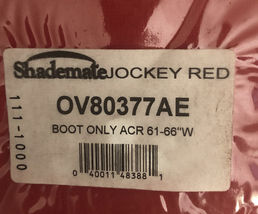 Shademate JOCKEY RED
111-1000
OV80377AE
BOOT ONLY ACR 61-66"W
0 40011 48388 1